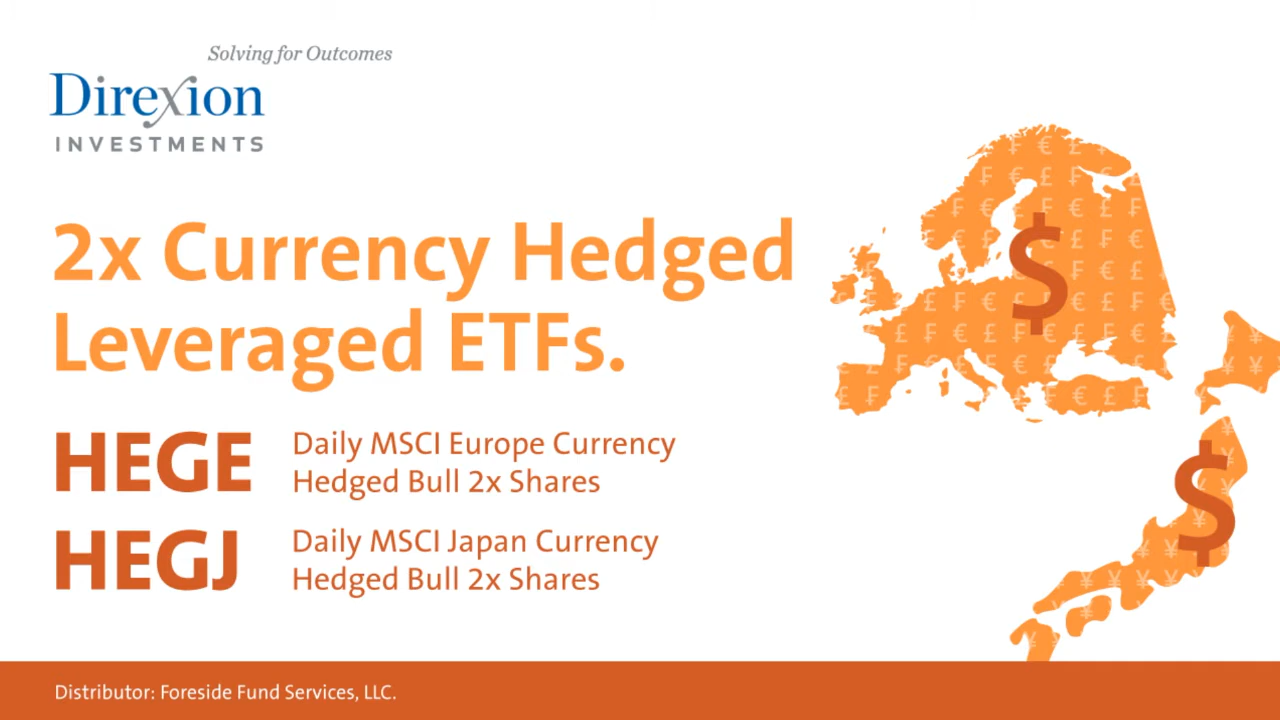 Solving for Outcomes
Direxion
INVESTMENTS
2x Currency Hedged
Leveraged ETFs.
HEGE
Daily MSCI Europe Currency
Hedged Bull 2x Shares
HEGJ
Daily MSCI Japan Currency
Hedged Bull 2x Shares
$
$
Distributor: Foreside Fund Services, LLC.